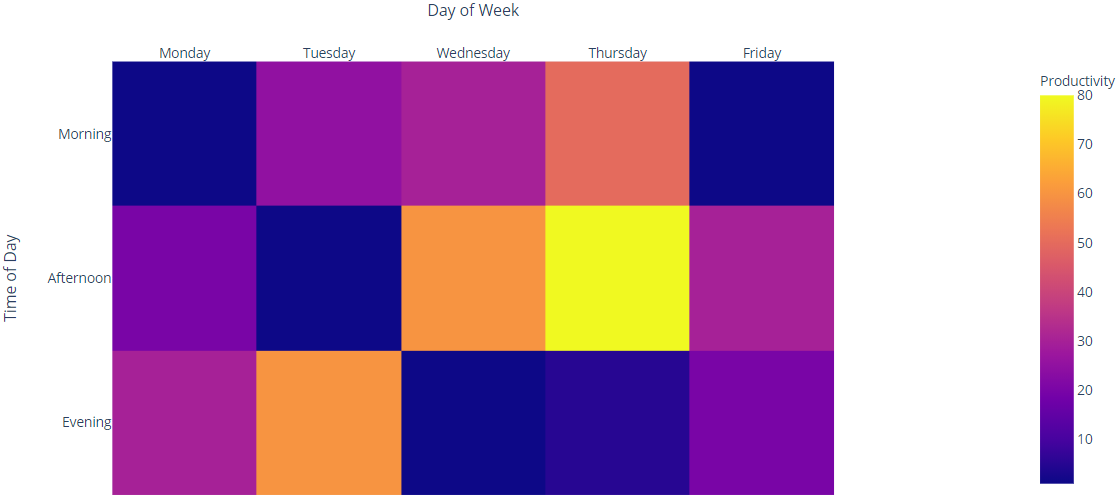 Day of Week
Monday Tuesday Wednesday Thursday Friday
Productivity
80
Morning
70
60
50
Time of Day
Afternoon
40
30
20
Evening
10